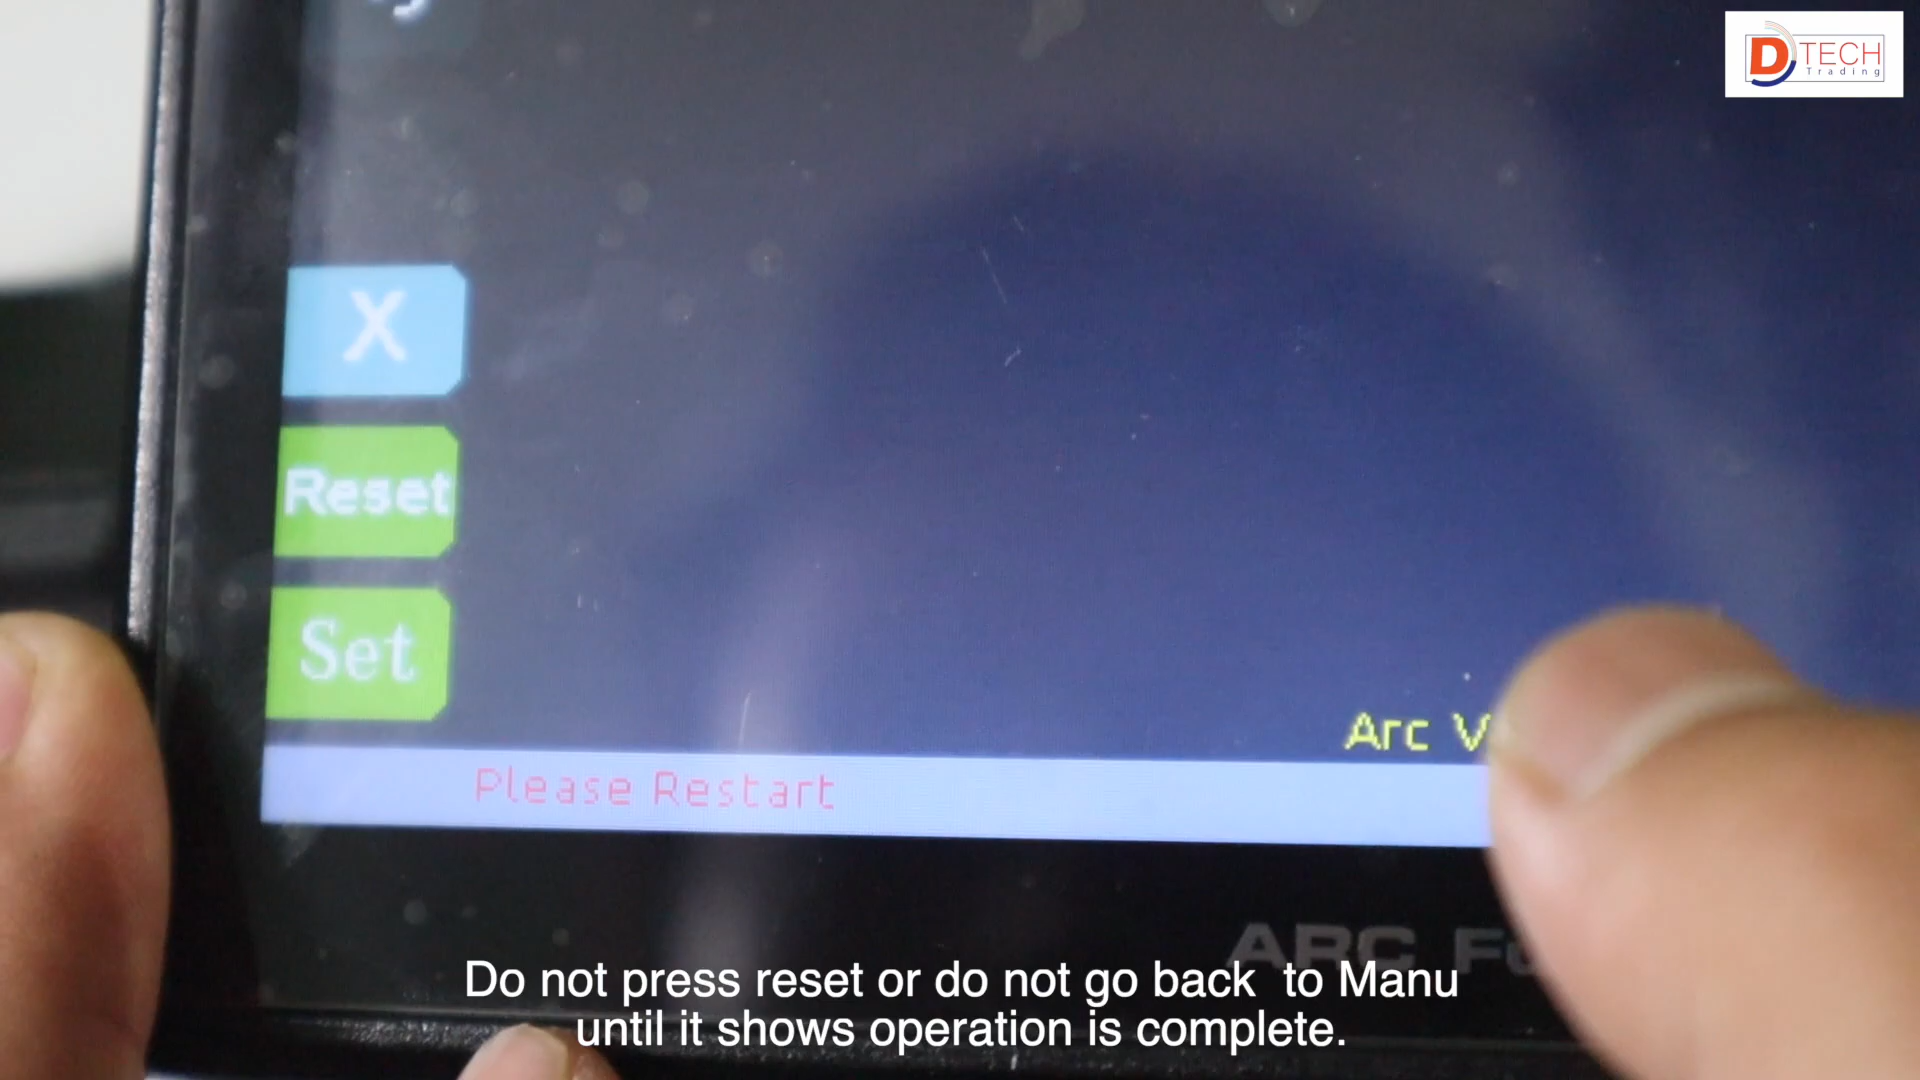 D TECH
Trading
X
Reset
Set
Arc
Please Restart
ARC
Do not press reset or do not go back to Manu
until it shows operation is complete.